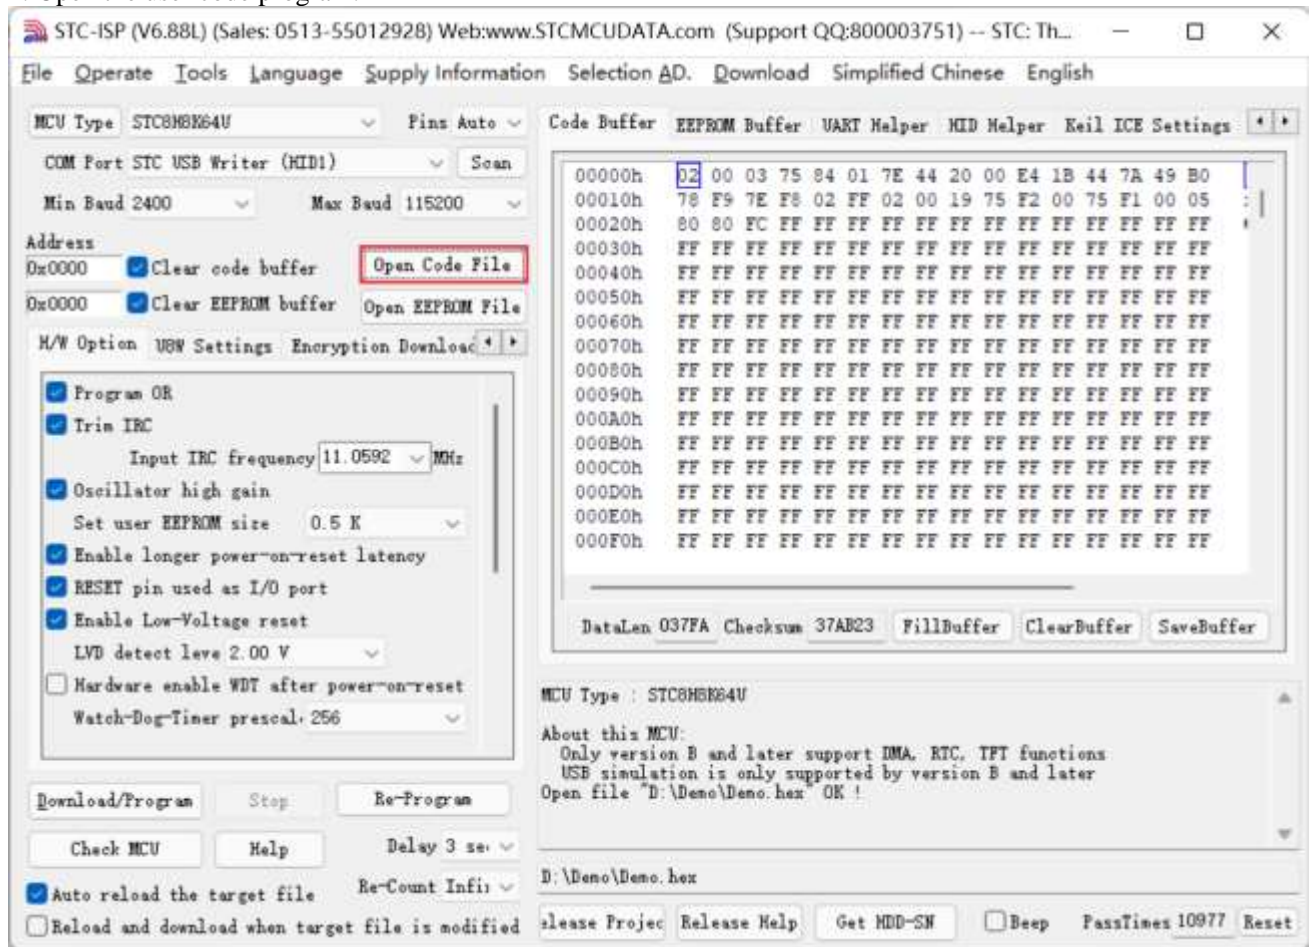 STC-ISP (V6.88L) (Sales: 0513-55012928) Web:www.STCMCUDATA.com (Support QQ:800003751) -- STC: Th...
File Operate Tools Language Supply Information Selection AD. Download Simplified Chinese English
MCU Type STC8H8K64U Pins Auto
COM Port STC USB Writer (HID1) Scan
Min Baud 2400 Max Baud 115200
Address
0x0000 Clear code buffer Open Code File
0x0000 Clear EEPROM buffer Open EEPROM File
H/W Option U8W Settings Encryption Downloac
Program OK
Trim IRC
Input IRC frequency 11.0592 MHz
Oscillator high gain
Set user EEPROM size 0.5 K
Enable longer power-on-reset latency
RESET pin used as I/O port
Enable Low-Voltage reset
LVD detect leve 2.00 V
Hardware enable WDT after power-on-reset
Watch-Dog-Timer prescal 256
Download/Program Stop Re-Program
Check MCU Help Delay 3 se
Auto reload the target file Re-Count Infi
Reload and download when target file is modified
Code Buffer EEPROM Buffer UART Helper HID Helper Keil ICE Settings
00000h 02 00 03 75 84 01 7E 44 20 00 E4 1B 44 7A 49 B0
00010h 78 F9 7E F8 02 FF 02 00 19 75 F2 00 75 F1 00 05
00020h 80 80 FC FF FF FF FF FF FF FF FF FF FF FF FF FF
00030h FF FF FF FF FF FF FF FF FF FF FF FF FF FF FF FF
00040h FF FF FF FF FF FF FF FF FF FF FF FF FF FF FF FF
00050h FF FF FF FF FF FF FF FF FF FF FF FF FF FF FF FF
00060h FF FF FF FF FF FF FF FF FF FF FF FF FF FF FF FF
00070h FF FF FF FF FF FF FF FF FF FF FF FF FF FF FF FF
00080h FF FF FF FF FF FF FF FF FF FF FF FF FF FF FF FF
00090h FF FF FF FF FF FF FF FF FF FF FF FF FF FF FF FF
000A0h FF FF FF FF FF FF FF FF FF FF FF FF FF FF FF FF
000B0h FF FF FF FF FF FF FF FF FF FF FF FF FF FF FF FF
000C0h FF FF FF FF FF FF FF FF FF FF FF FF FF FF FF FF
000D0h FF FF FF FF FF FF FF FF FF FF FF FF FF FF FF FF
000E0h FF FF FF FF FF FF FF FF FF FF FF FF FF FF FF FF
000F0h FF FF FF FF FF FF FF FF FF FF FF FF FF FF FF FF
DataLen 037FA Checksum 37AB23 FillBuffer ClearBuffer SaveBuffer
MCU Type : STC8H8K64U
About this MCU:
Only version B and later support DMA, RTC, TFT functions
USB simulation is only supported by version B and later
Open file "D:\Demo\Demo.hex" OK !
D:\Demo\Demo.hex
elease Projec Release Help Get HDD-SN Beep PassTimes 10977 Reset